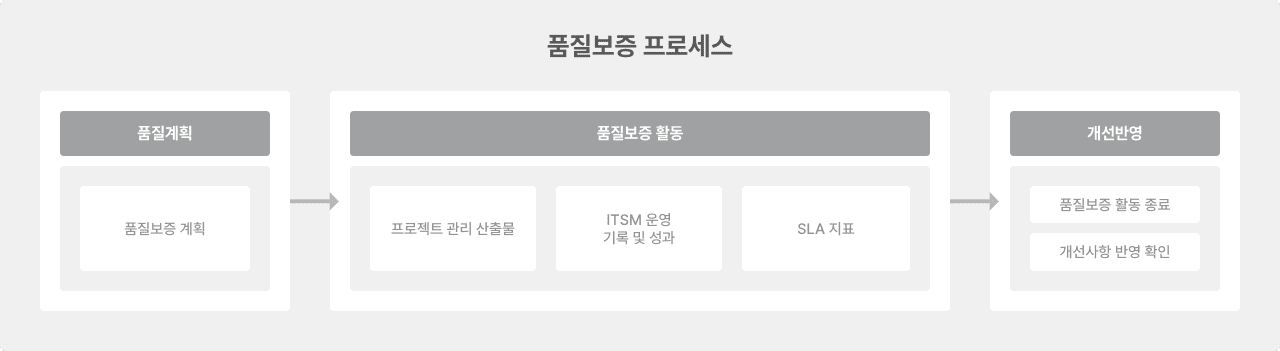 품질보증 프로세스
품질계획
품질보증 계획
품질보증 활동
프로젝트 관리 산출물
ITSM 운영
기록 및 성과
SLA 지표
개선반영
품질보증 활동 종료
개선사항 반영 확인